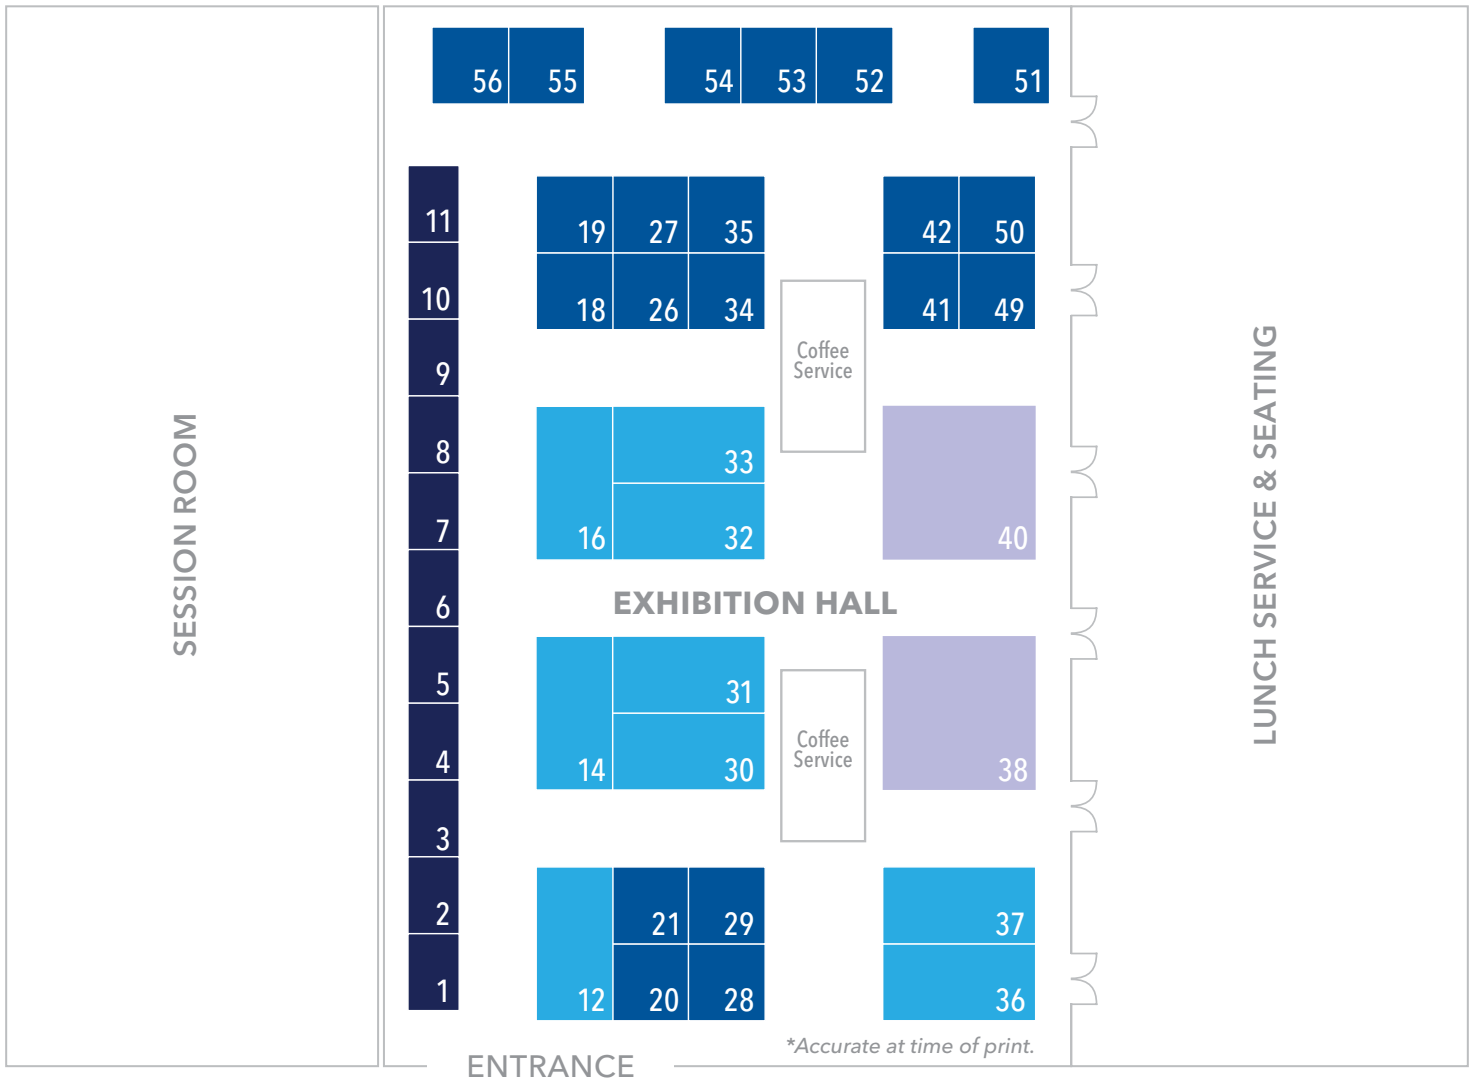 56 55 54 53 52 51
11 19 27 35 42 50
10 18 26 34 41 49
Coffee
Service
9
8 33
7 16 32 40
SESSION ROOM
LUNCH SERVICE & SEATING
6 EXHIBITION HALL
5 31
Coffee
Service
4 14 30 38
3
2 21 29 37
1 12 20 28 36
*Accurate at time of print.
ENTRANCE